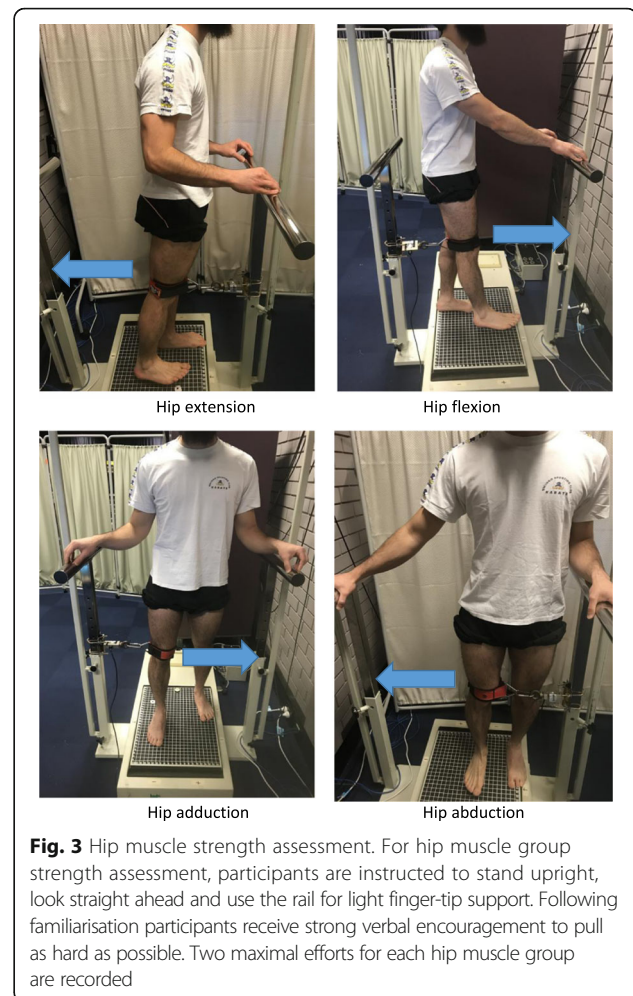 Hip extension
Hip flexion
Hip adduction
Hip abduction
Fig. 3 Hip muscle strength assessment. For hip muscle group
strength assessment, participants are instructed to stand upright,
look straight ahead and use the rail for light finger-tip support. Following
familiarisation participants receive strong verbal encouragement to pull
as hard as possible. Two maximal efforts for each hip muscle group
are recorded